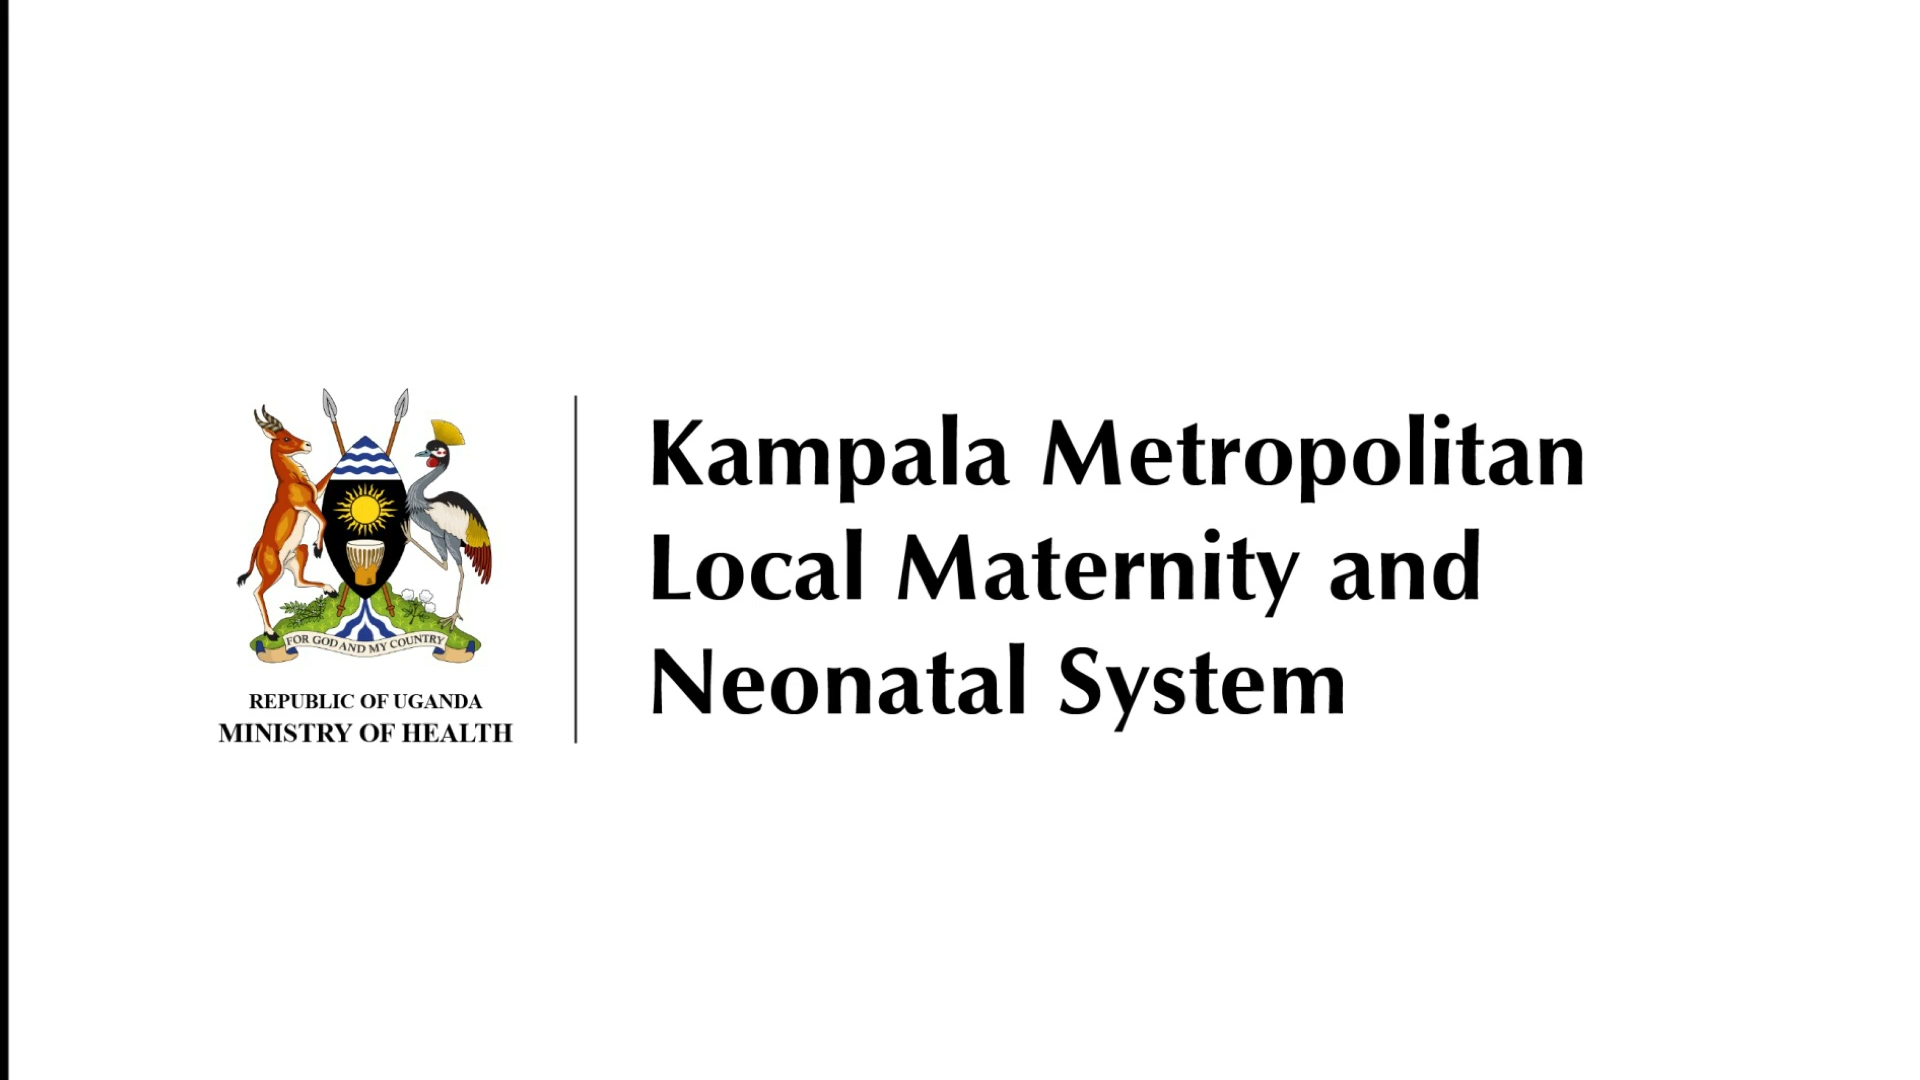 FOR GOD AND MY COUNTRY
REPUBLIC OF UGANDA
MINISTRY OF HEALTH
Kampala Metropolitan
Local Maternity and
Neonatal System